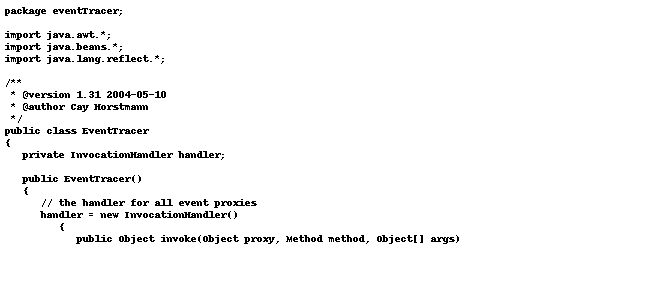 package eventTracer;

import java.awt.*;
import java.beans.*;
import java.lang.reflect.*;

/**
 * @version 1.31 2004-05-10
 * @author Cay Horstmann
 */
public class EventTracer
{
   private InvocationHandler handler;

   public EventTracer()
   {
      // the handler for all event proxies
      handler = new InvocationHandler()
         {
            public Object invoke(Object proxy, Method method, Object[] args)